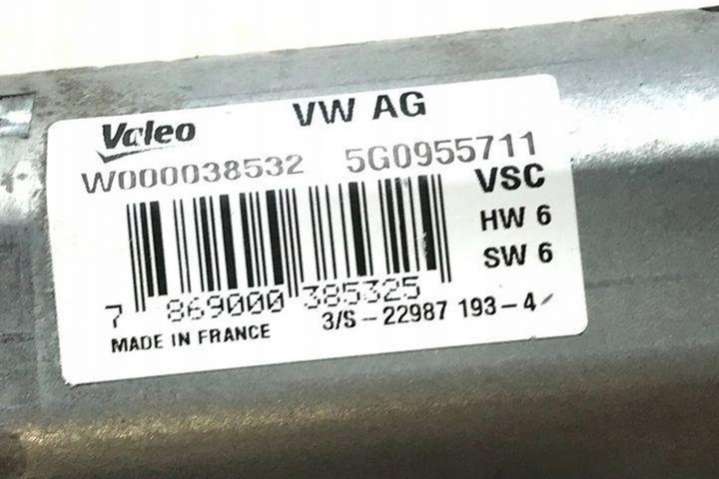 Valeo VW AG
W000038532 5G0955711
VSC
HW 6
SW 6
7 869000 385325
MADE IN FRANCE 3/S-22987 193-4